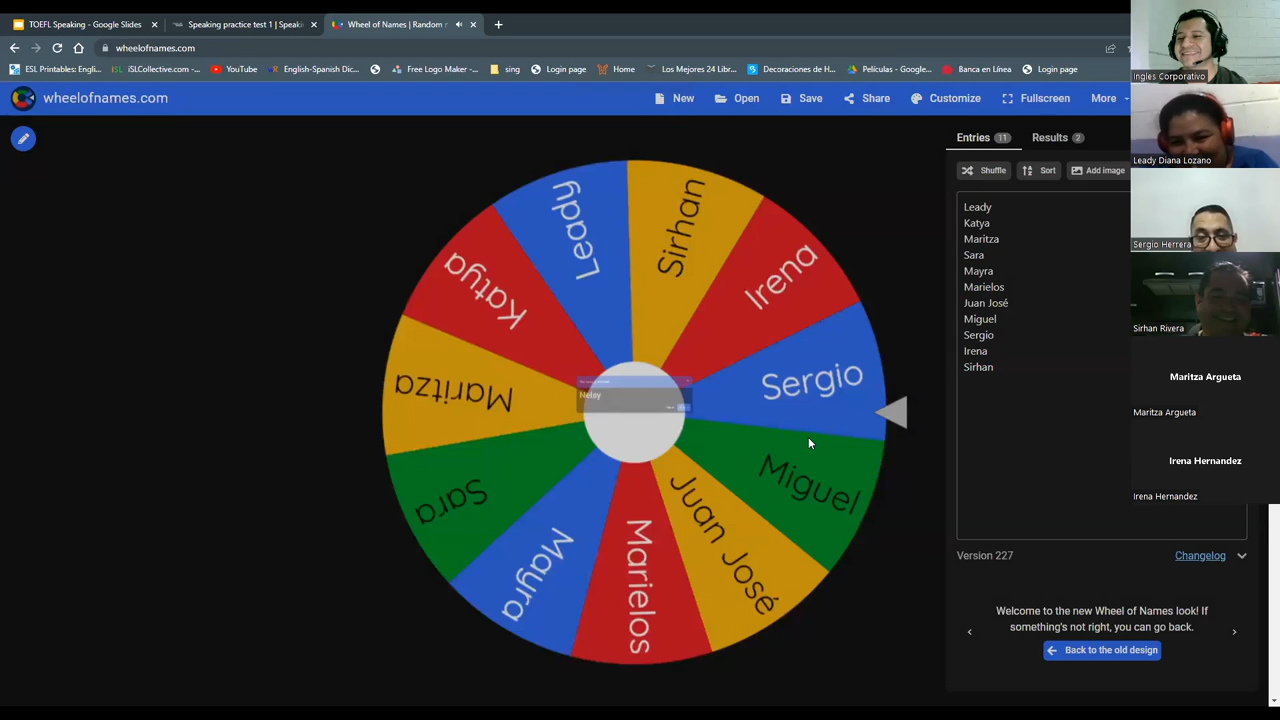 TOEFL Speaking - Google Slides
Speaking practice test 1 | Speaki
Wheel of Names | Random n
wheelofnames.com
ESL Printables: Engli...
iSLCollective.com -...
YouTube
English-Spanish Dic...
Free Logo Maker -...
sing
Login page
Home
Los Mejores 24 Libr...
Decoraciones de H...
Películas - Google...
Banca en Línea
Login page
wheelofnames.com
New
Open
Save
Share
Customize
Fullscreen
More
Entries 11
Results 2
Shuffle
Sort
Add image
Leady
Katya
Maritza
Sara
Mayra
Marielos
Juan José
Miguel
Sergio
Irena
Sirhan
Version 227
Changelog
Welcome to the new Wheel of Names look! If
something's not right, you can go back.
Back to the old design
Leady
Sirhan
Irena
Sergio
Miguel
Juan José
Marielos
Mayra
Sara
Maritza
Katya
Nelsy
Ingles Corporativo
Leady Diana Lozano
Sergio Herrera
Sirhan Rivera
Maritza Argueta
Maritza Argueta
Irena Hernandez
Irena Hernandez